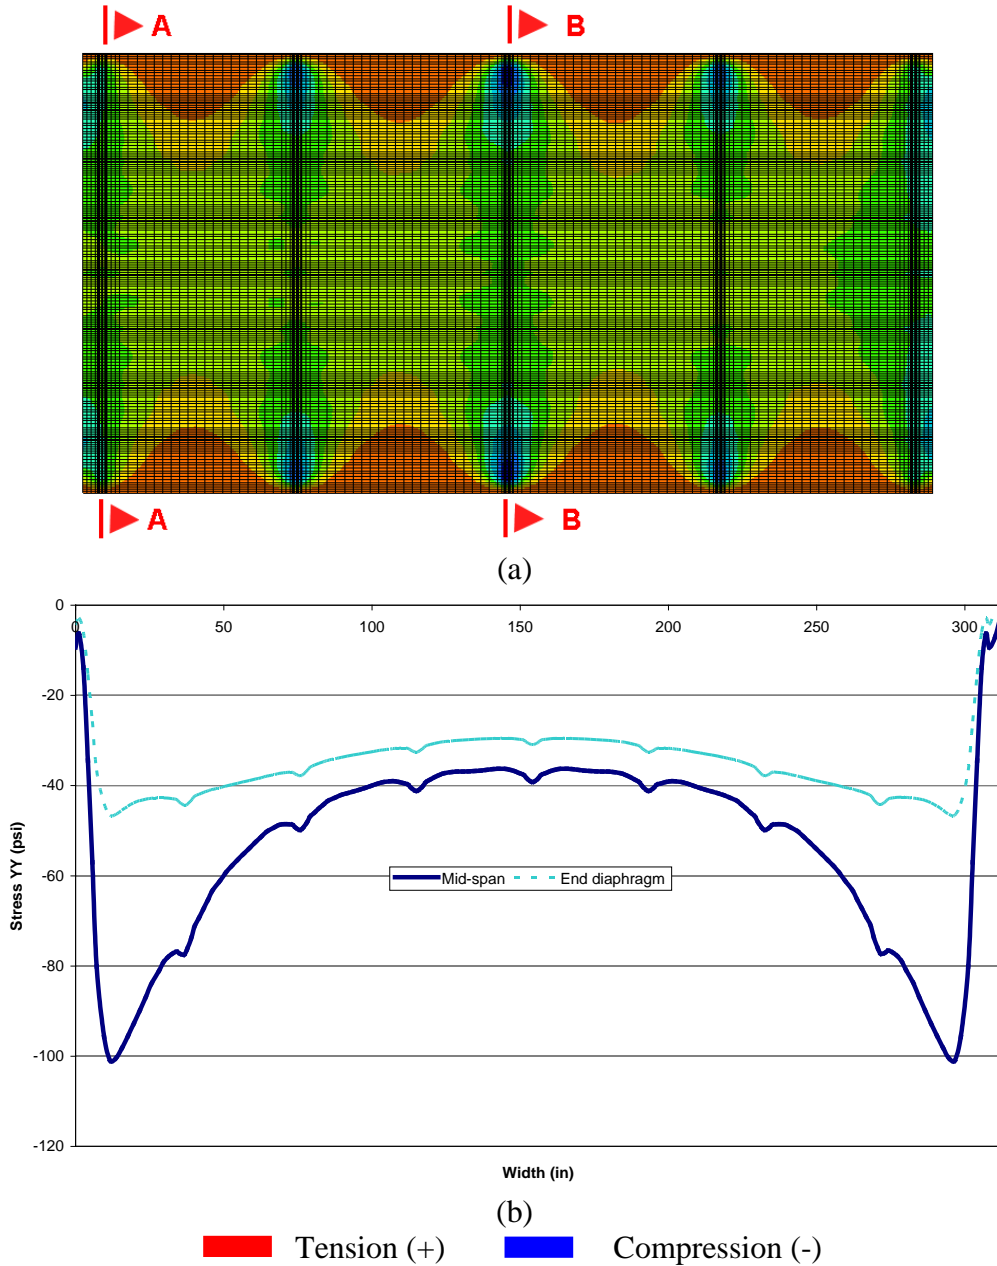 A B
A B
(a)
0
0 50 100 150 200 250 300
-20
-40
-60
-80
-100
-120
Stress YY (psi)
Mid-span End diaphragm
Width (in)
(b)
Tension (+) Compression (-)